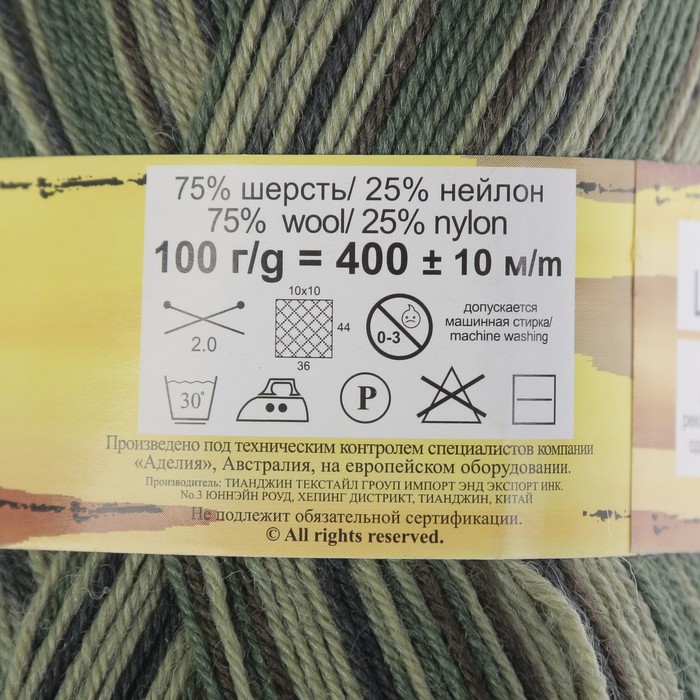 75% шерсть/ 25% нейлон
75% wool/ 25% nylon
100 г/g = 400 ± 10 м/m
10x10
44
36
2.0
0-3
допускается
машинная стирка/
machine washing
30°
P
Произведено под техническим контролем специалистов компании
«Аделия», Австралия, на европейском оборудовании.
Производитель: ТИАНДЖИН ТЕКСТАЙЛ ГРОУП ИМПОРТ ЭНД ЭКСПОРТ ИНК.
No.3 ЮННЭЙН РОУД, ХЕПИНГ ДИСТРИКТ, ТИАНДЖИН, КИТАЙ
Не подлежит обязательной сертификации.
© All rights reserved.